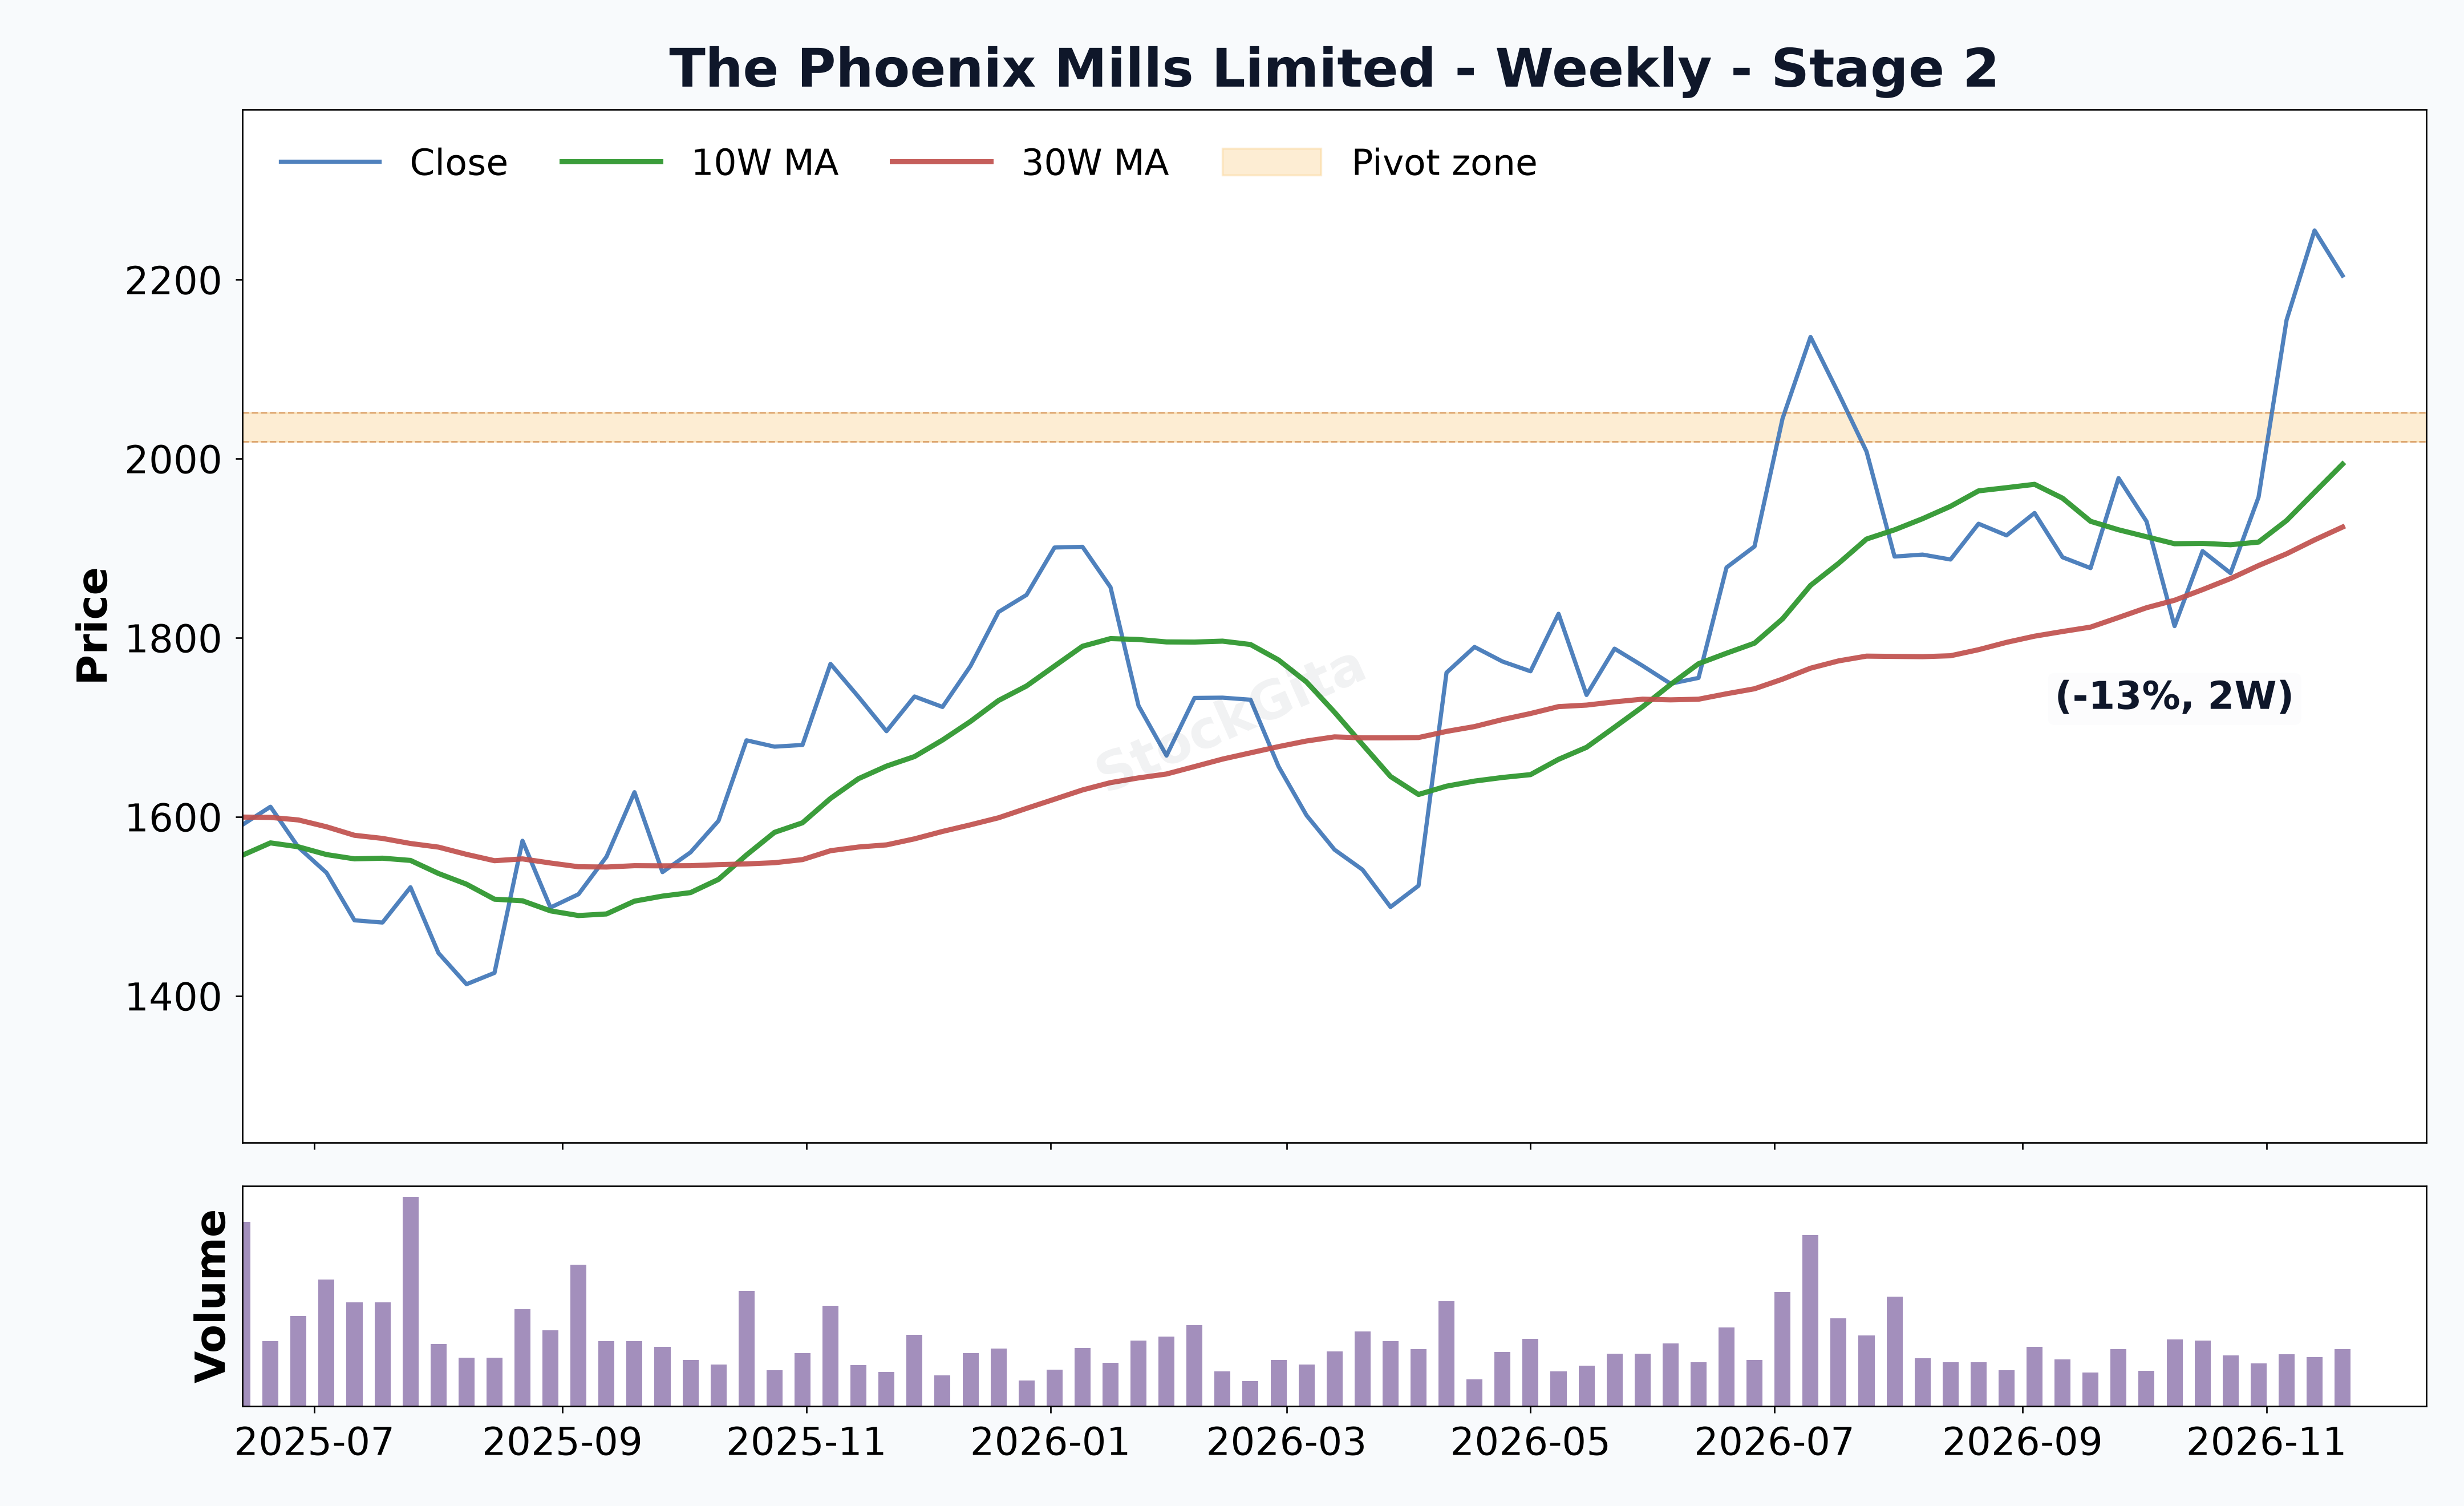 The Phoenix Mills Limited - Weekly - Stage 2
Close 10W MA 30W MA Pivot zone
Price
2200
2000
1800
1600
1400
StockGita
(-13%, 2W)
Volume
2025-07 2025-09 2025-11 2026-01 2026-03 2026-05 2026-07 2026-09 2026-11